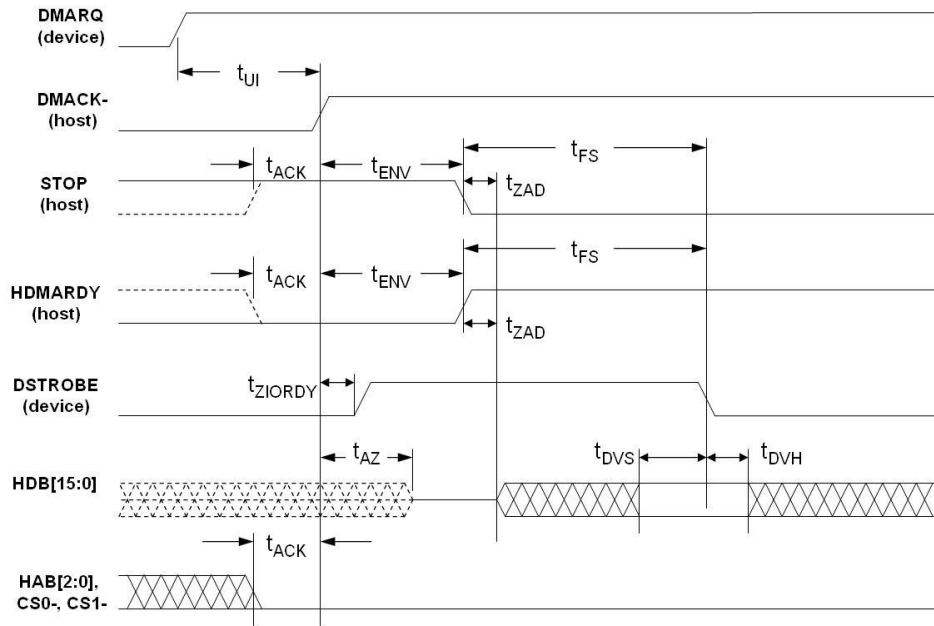 DMARQ
(device)
tUI
DMACK-
(host)
tFS
tACK
tENV
STOP
(host)
tZAD
tFS
tACK
tENV
HDMARDY
(host)
tZAD
DSTROBE
(device)
tZIORDY
tAZ
tDVS
tDVH
HDB[15:0]
tACK
HAB[2:0],
CS0-, CS1-